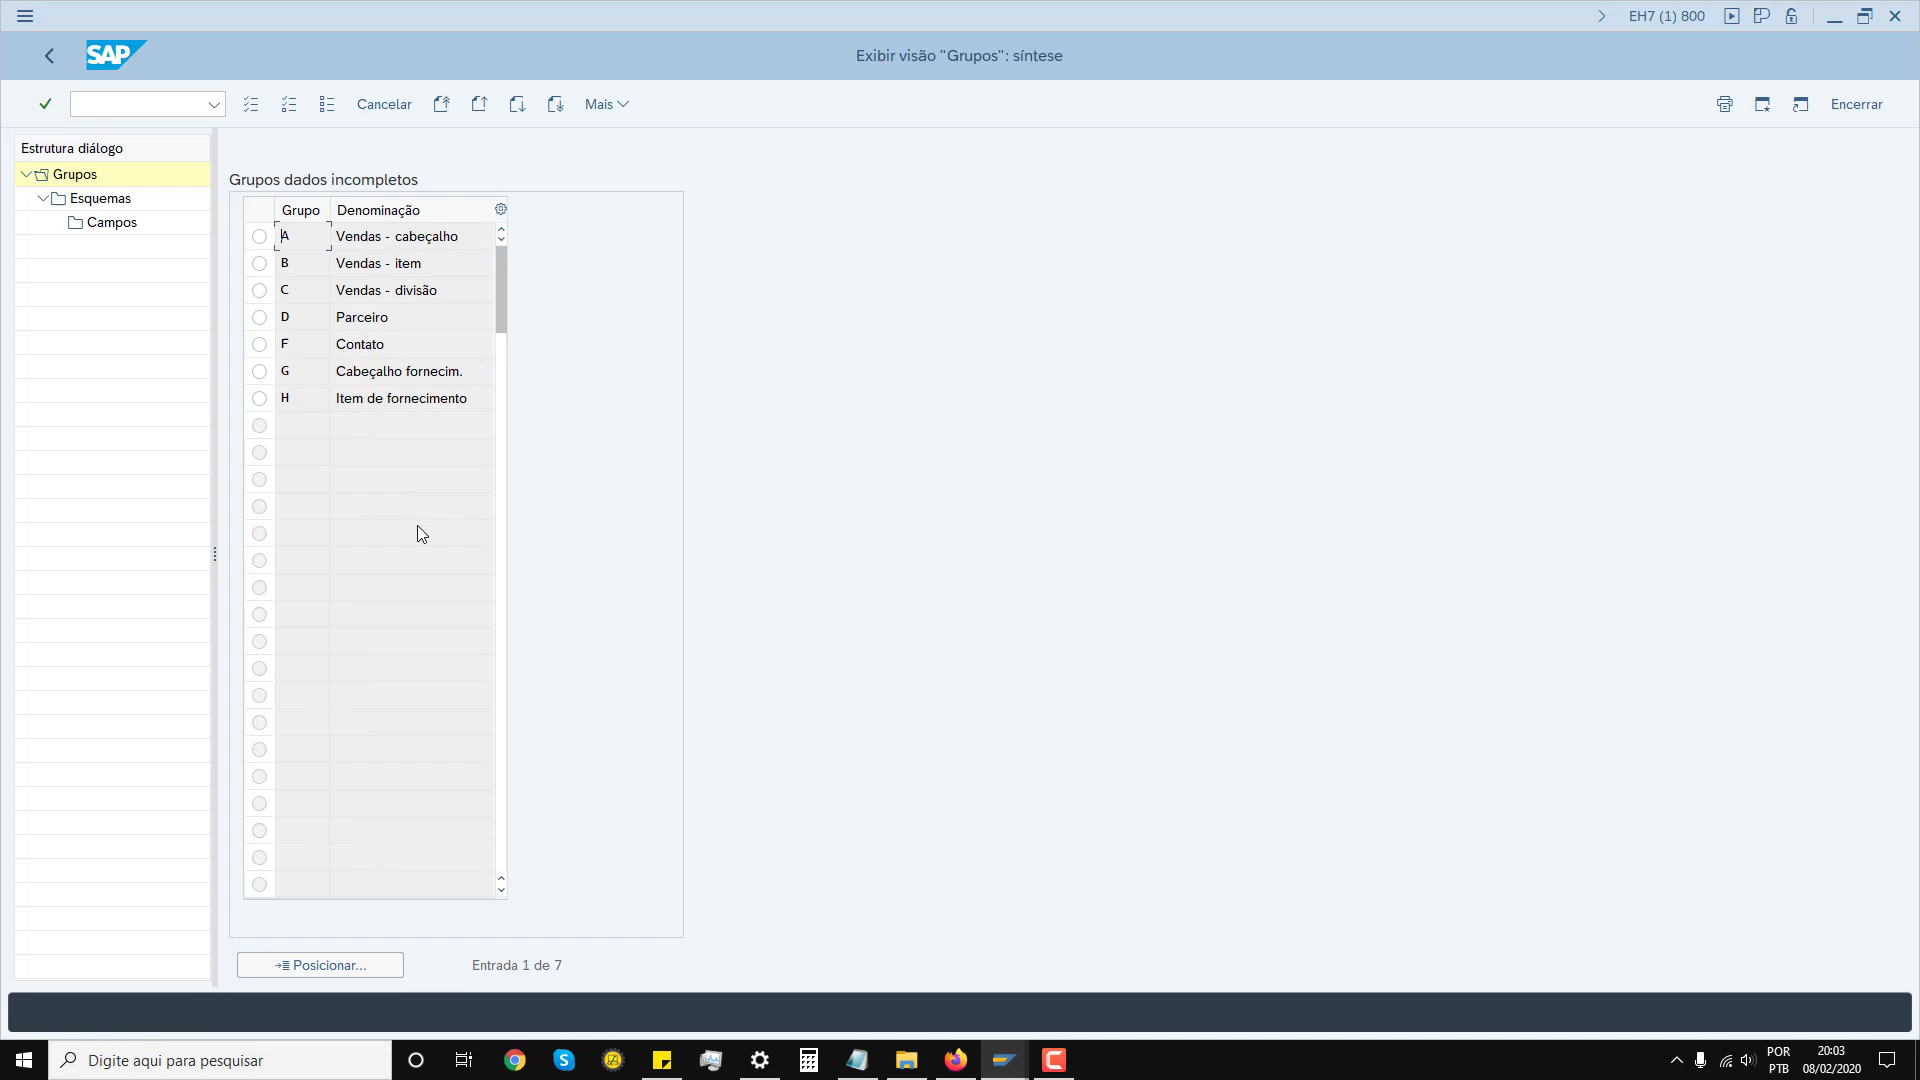 EH7 (1) 800
SAP
Exibir visão "Grupos": síntese
Cancelar
Mais
Encerrar
Estrutura diálogo
Grupos
Esquemas
Campos
Grupos dados incompletos
Grupo Denominação
A Vendas - cabeçalho
B Vendas - item
C Vendas - divisão
D Parceiro
F Contato
G Cabeçalho fornecim.
H Item de fornecimento
Posicionar...
Entrada 1 de 7
Digite aqui para pesquisar
POR
PTB
20:03
08/02/2020